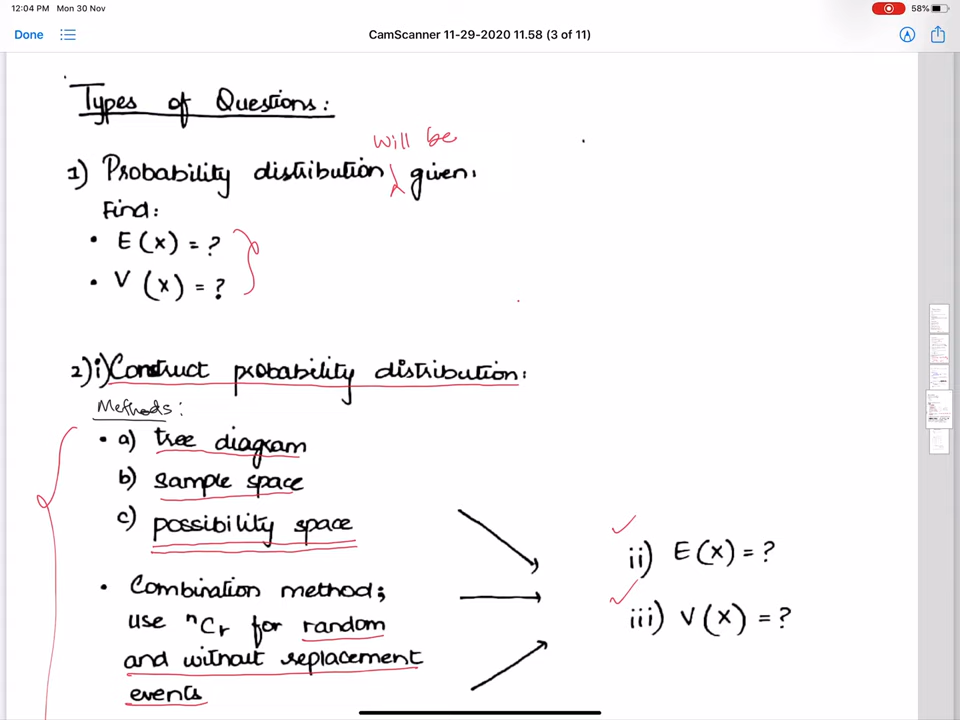 12:04 PM Mon 30 Nov
58%
Done
CamScanner 11-29-2020 11.58 (3 of 11)
Types of Questions:
will be
1) Probability distribution given.
Find:
• E(x) = ?
• V(x) = ?
2)i) Construct probability distribution:
Methods:
• a) tree diagram
b) sample space
c) possibility space
• Combination method;
use ⁿCᵣ for random
and without replacement
events
ii) E(x) = ?
iii) V(x) = ?